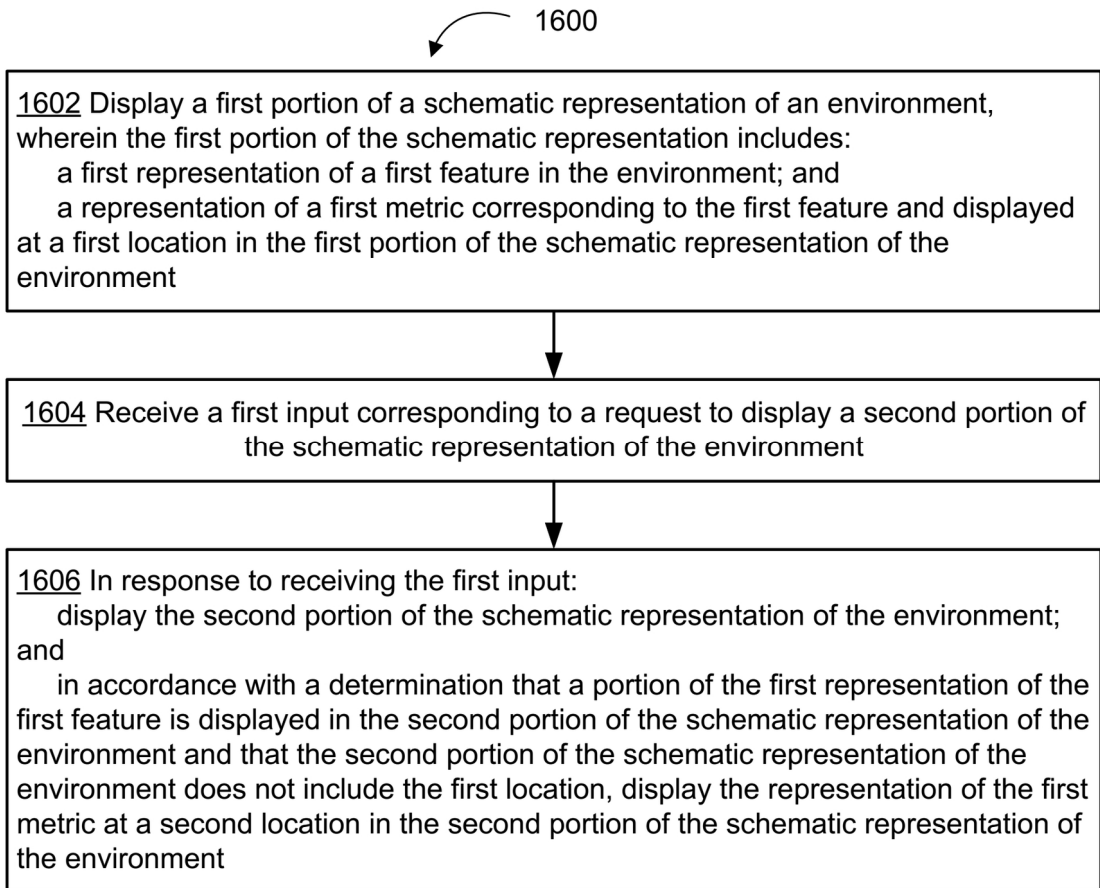 1600
1602 Display a first portion of a schematic representation of an environment,
wherein the first portion of the schematic representation includes:
a first representation of a first feature in the environment; and
a representation of a first metric corresponding to the first feature and displayed
at a first location in the first portion of the schematic representation of the
environment
1604 Receive a first input corresponding to a request to display a second portion of
the schematic representation of the environment
1606 In response to receiving the first input:
display the second portion of the schematic representation of the environment;
and
in accordance with a determination that a portion of the first representation of the
first feature is displayed in the second portion of the schematic representation of the
environment and that the second portion of the schematic representation of the
environment does not include the first location, display the representation of the first
metric at a second location in the second portion of the schematic representation of
the environment